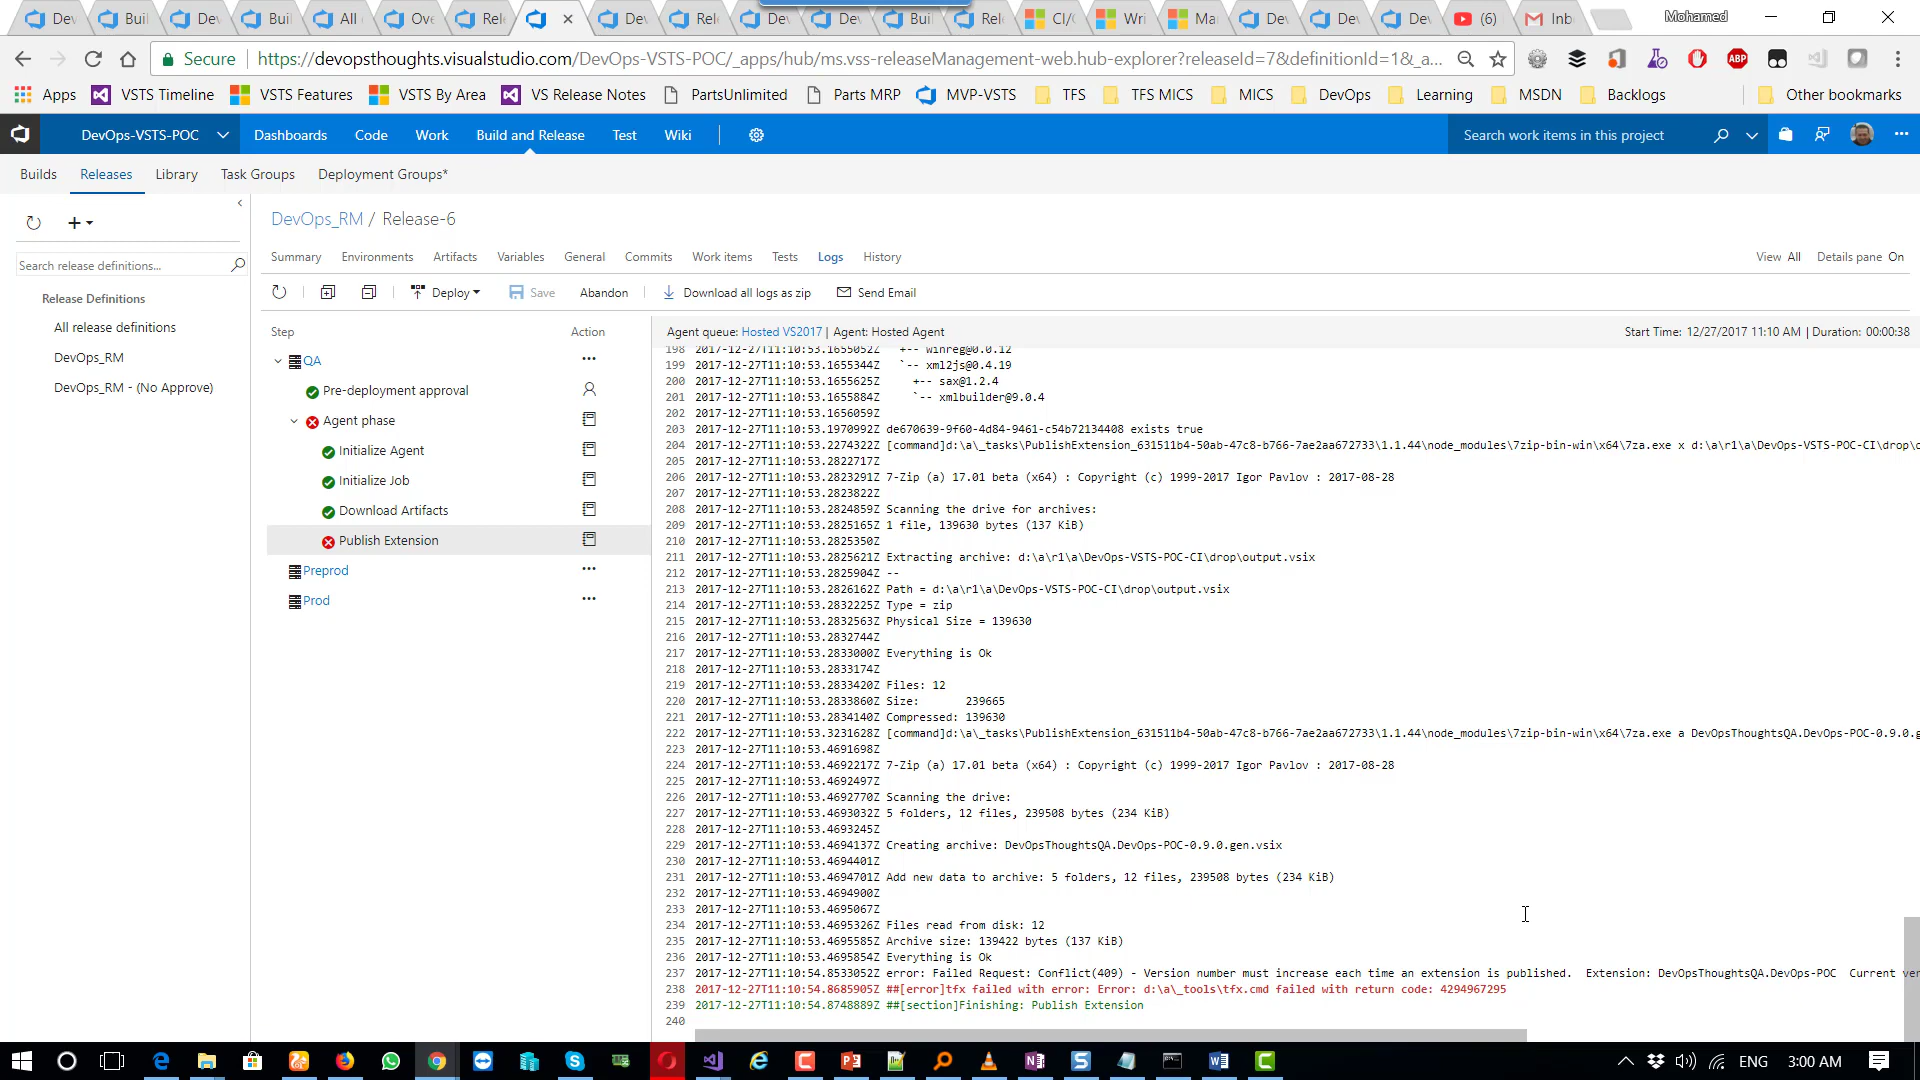 Dev
Buil
Dev
Buil
All
Ove
Rele
Dev
Rele
Dev
Dev
Buil
Rele
CI/
Wri
Ma
Dev
Dev
Dev
(6)
Inb
Mohamed
Secure
https://devopsthoughts.visualstudio.com/DevOps-VSTS-POC/_apps/hub/ms.vss-releaseManagement-web.hub-explorer?releaseId=7&definitionId=1&_a...
ABP
Apps
VSTS Timeline
VSTS Features
VSTS By Area
VS Release Notes
PartsUnlimited
Parts MRP
MVP-VSTS
TFS
TFS MICS
MICS
DevOps
Learning
MSDN
Backlogs
Other bookmarks
DevOps-VSTS-POC
Dashboards
Code
Work
Build and Release
Test
Wiki
Search work items in this project
Builds
Releases
Library
Task Groups
Deployment Groups*
DevOps_RM / Release-6
Search release definitions...
Summary
Environments
Artifacts
Variables
General
Commits
Work items
Tests
Logs
History
View All
Details pane On
Release Definitions
All release definitions
DevOps_RM
DevOps_RM - (No Approve)
Deploy
Save
Abandon
Download all logs as zip
Send Email
Step
Action
QA
Pre-deployment approval
Agent phase
Initialize Agent
Initialize Job
Download Artifacts
Publish Extension
Preprod
Prod
Agent queue: Hosted VS2017 | Agent: Hosted Agent
Start Time: 12/27/2017 11:10 AM | Duration: 00:00:38
198 2017-12-27T11:10:53.1655052Z +-- winreg@0.0.12
199 2017-12-27T11:10:53.1655344Z `-- xml2js@0.4.19
200 2017-12-27T11:10:53.1655625Z +-- sax@1.2.4
201 2017-12-27T11:10:53.1655884Z `-- xmlbuilder@9.0.4
202 2017-12-27T11:10:53.1656059Z
203 2017-12-27T11:10:53.1970992Z de670639-9f60-4d84-9461-c54b72134408 exists true
204 2017-12-27T11:10:53.2274322Z [command]d:\a\_tasks\PublishExtension_631511b4-50ab-47c8-b766-7ae2aa672733\1.1.44\node_modules\7zip-bin-win\x64\7za.exe x d:\a\r1\a\DevOps-VSTS-POC-CI\drop\o
205 2017-12-27T11:10:53.2822717Z
206 2017-12-27T11:10:53.2823291Z 7-Zip (a) 17.01 beta (x64) : Copyright (c) 1999-2017 Igor Pavlov : 2017-08-28
207 2017-12-27T11:10:53.2823822Z
208 2017-12-27T11:10:53.2824859Z Scanning the drive for archives:
209 2017-12-27T11:10:53.2825165Z 1 file, 139630 bytes (137 KiB)
210 2017-12-27T11:10:53.2825350Z
211 2017-12-27T11:10:53.2825621Z Extracting archive: d:\a\r1\a\DevOps-VSTS-POC-CI\drop\output.vsix
212 2017-12-27T11:10:53.2825904Z --
213 2017-12-27T11:10:53.2826162Z Path = d:\a\r1\a\DevOps-VSTS-POC-CI\drop\output.vsix
214 2017-12-27T11:10:53.2832225Z Type = zip
215 2017-12-27T11:10:53.2832563Z Physical Size = 139630
216 2017-12-27T11:10:53.2832744Z
217 2017-12-27T11:10:53.2833000Z Everything is Ok
218 2017-12-27T11:10:53.2833174Z
219 2017-12-27T11:10:53.2833420Z Files: 12
220 2017-12-27T11:10:53.2833860Z Size: 239665
221 2017-12-27T11:10:53.2834140Z Compressed: 139630
222 2017-12-27T11:10:53.3231628Z [command]d:\a\_tasks\PublishExtension_631511b4-50ab-47c8-b766-7ae2aa672733\1.1.44\node_modules\7zip-bin-win\x64\7za.exe a DevOpsThoughtsQA.DevOps-POC-0.9.0.g
223 2017-12-27T11:10:53.4691698Z
224 2017-12-27T11:10:53.4692217Z 7-Zip (a) 17.01 beta (x64) : Copyright (c) 1999-2017 Igor Pavlov : 2017-08-28
225 2017-12-27T11:10:53.4692497Z
226 2017-12-27T11:10:53.4692770Z Scanning the drive:
227 2017-12-27T11:10:53.4693032Z 5 folders, 12 files, 239508 bytes (234 KiB)
228 2017-12-27T11:10:53.4693245Z
229 2017-12-27T11:10:53.4694137Z Creating archive: DevOpsThoughtsQA.DevOps-POC-0.9.0.gen.vsix
230 2017-12-27T11:10:53.4694401Z
231 2017-12-27T11:10:53.4694701Z Add new data to archive: 5 folders, 12 files, 239508 bytes (234 KiB)
232 2017-12-27T11:10:53.4694900Z
233 2017-12-27T11:10:53.4695067Z
234 2017-12-27T11:10:53.4695326Z Files read from disk: 12
235 2017-12-27T11:10:53.4695585Z Archive size: 139422 bytes (137 KiB)
236 2017-12-27T11:10:53.4695854Z Everything is Ok
237 2017-12-27T11:10:54.8533052Z error: Failed Request: Conflict(409) - Version number must increase each time an extension is published. Extension: DevOpsThoughtsQA.DevOps-POC Current ver
238 2017-12-27T11:10:54.8685905Z ##[error]tfx failed with error: Error: d:\a\_tools\tfx.cmd failed with return code: 4294967295
239 2017-12-27T11:10:54.8748889Z ##[section]Finishing: Publish Extension
240
ENG
3:00 AM